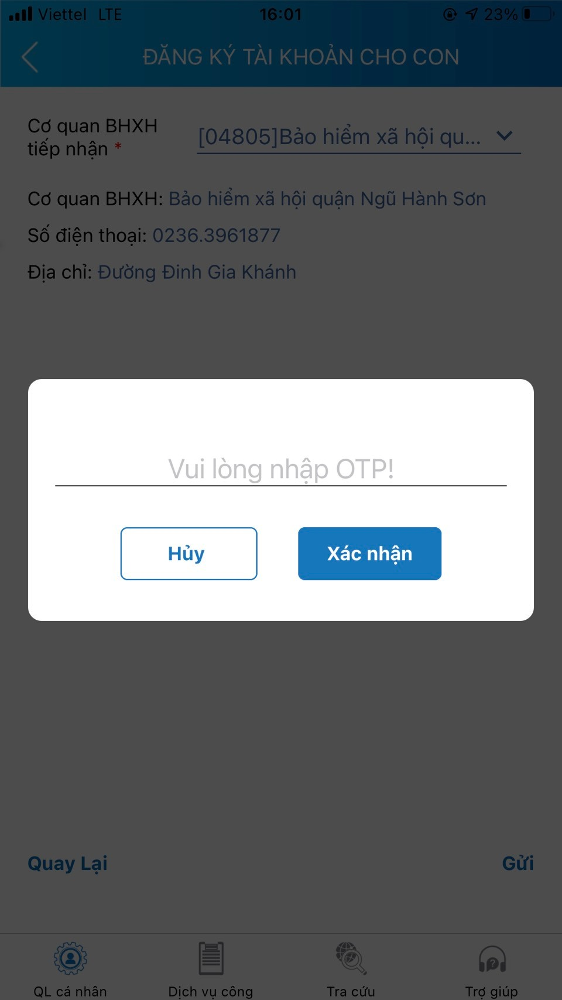 Viettel LTE 16:01 23%
ĐĂNG KÝ TÀI KHOẢN CHO CON
Cơ quan BHXH
tiếp nhận *
[04805]Bảo hiểm xã hội qu...
Cơ quan BHXH: Bảo hiểm xã hội quận Ngũ Hành Sơn
Số điện thoại: 0236.3961877
Địa chỉ: Đường Đinh Gia Khánh
Vui lòng nhập OTP!
Hủy
Xác nhận
Quay Lại
Gửi
QL cá nhân
Dịch vụ công
Tra cứu
Trợ giúp